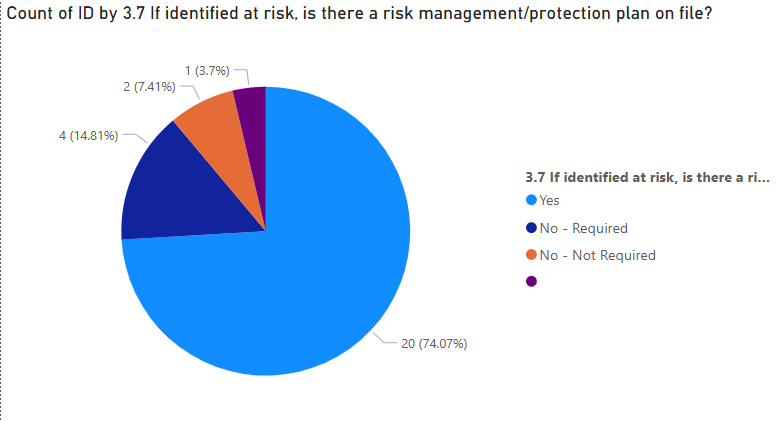 Count of ID by 3.7 If identified at risk, is there a risk management/protection plan on file?
1 (3.7%)
2 (7.41%)
4 (14.81%)
3.7 If identified at risk, is there a ri...
Yes
No - Required
No - Not Required
20 (74.07%)